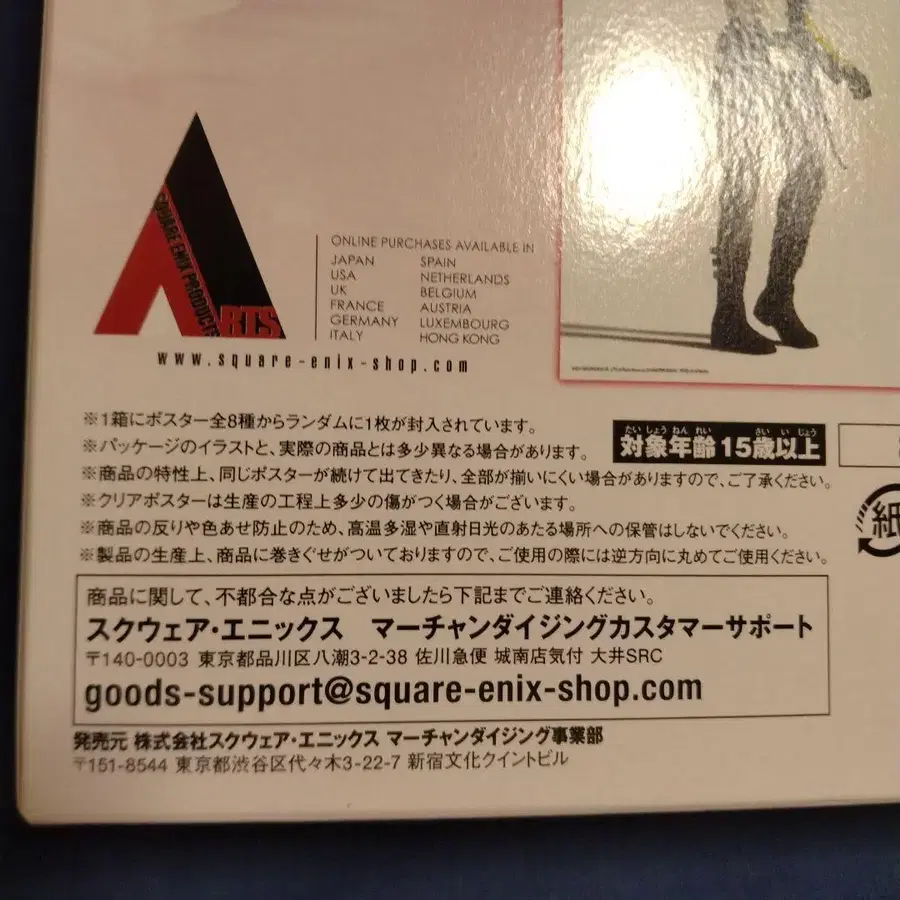 SQUARE ENIX PRODUCTS
ARTS
ONLINE PURCHASES AVAILABLE IN
JAPAN SPAIN
USA NETHERLANDS
UK BELGIUM
FRANCE AUSTRIA
GERMANY LUXEMBOURG
ITALY HONG KONG
www.square-enix-shop.com
※1箱にポスター全8種からランダムに1枚が封入されています。
※パッケージのイラストと、実際の商品とは多少異なる場合があります。
たいしょうねんれい さいいじょう
対象年齢15歳以上
※商品の特性上、同じポスターが続けて出てきたり、全部が揃いにくい場合がありますので、ご了承ください。
※クリアポスターは生産の工程上多少の傷がつく場合がございます。
※商品の反りや色あせ防止のため、高温多湿や直射日光のあたる場所への保管はしないでください。
※製品の生産上、商品に巻きぐせがついておりますので、ご使用の際には逆方向に丸めてご使用ください。
紙
商品に関して、不都合な点がございましたら下記までご連絡ください。
スクウェア・エニックス マーチャンダイジングカスタマーサポート
〒140-0003 東京都品川区八潮3-2-38 佐川急便 城南店気付 大井SRC
goods-support@square-enix-shop.com
発売元 株式会社スクウェア・エニックス マーチャンダイジング事業部
〒151-8544 東京都渋谷区代々木3-22-7 新宿文化クイントビル